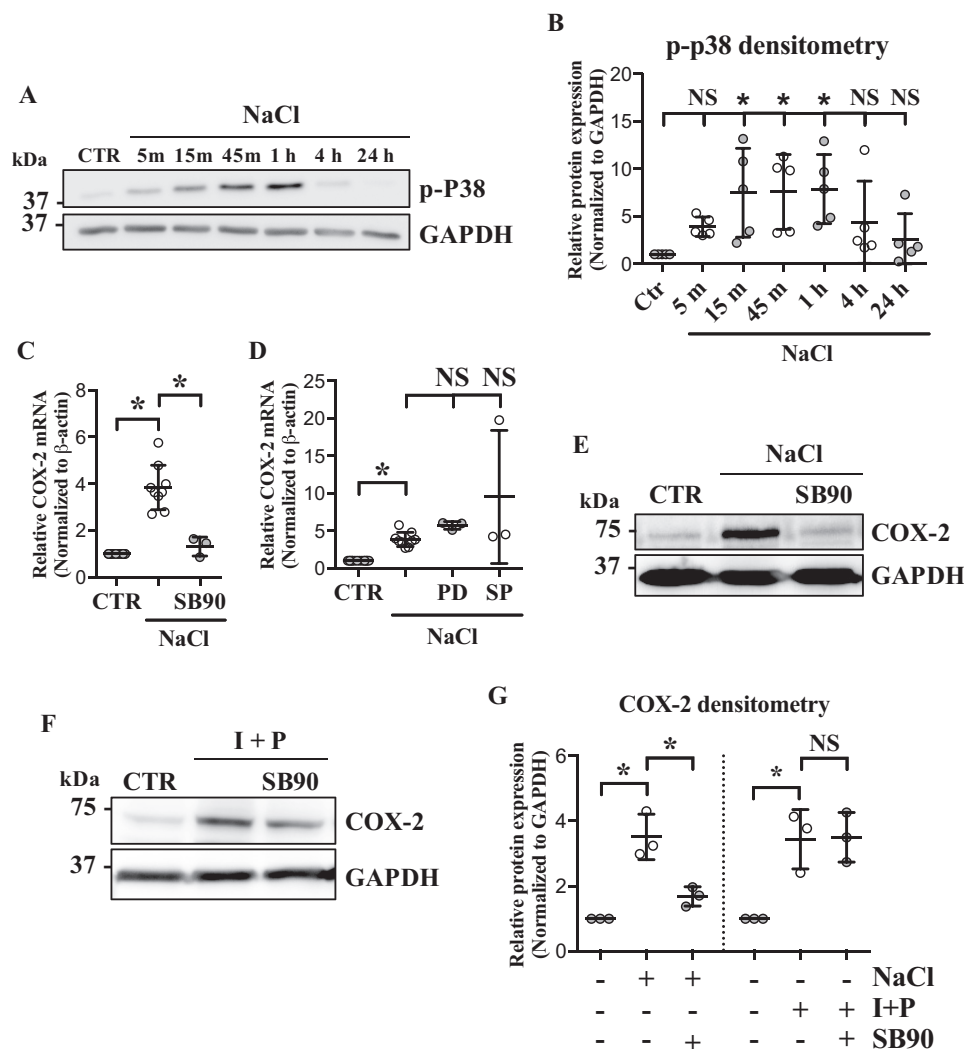 A
NaCl
kDa CTR 5m 15m 45m 1 h 4 h 24 h
37 p-P38
37 GAPDH
B
p-p38 densitometry
Relative protein expression
(Normalized to GAPDH)
20
15
10
5
0
NS * * * NS NS
Ctr 5 m 15 m 45 m 1 h 4 h 24 h
NaCl
C
Relative COX-2 mRNA
(Normalized to β-actin)
8
6
4
2
0
* *
CTR SB90
NaCl
D
Relative COX-2 mRNA
(Normalized to β-actin)
25
20
15
10
5
0
* NS NS
CTR PD SP
NaCl
E
NaCl
kDa CTR SB90
75 COX-2
37 GAPDH
F
I + P
kDa CTR SB90
75 COX-2
37 GAPDH
G
COX-2 densitometry
Relative protein expression
(Normalized to GAPDH)
6
4
2
0
* * * NS
- + + - - - NaCl
- - - - + + I+P
- - + - - + SB90